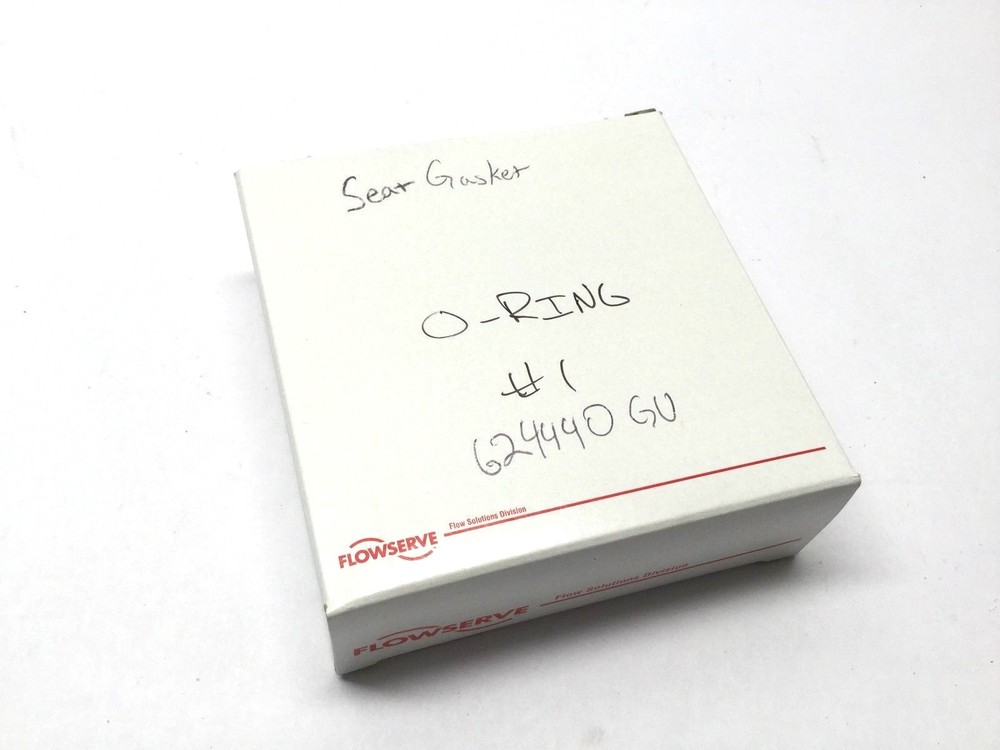 Seat Gasket
O-RING
#1
624440 GU
FLOWSERVE Flow Solutions Division
FLOWSERVE Flow Solutions Division